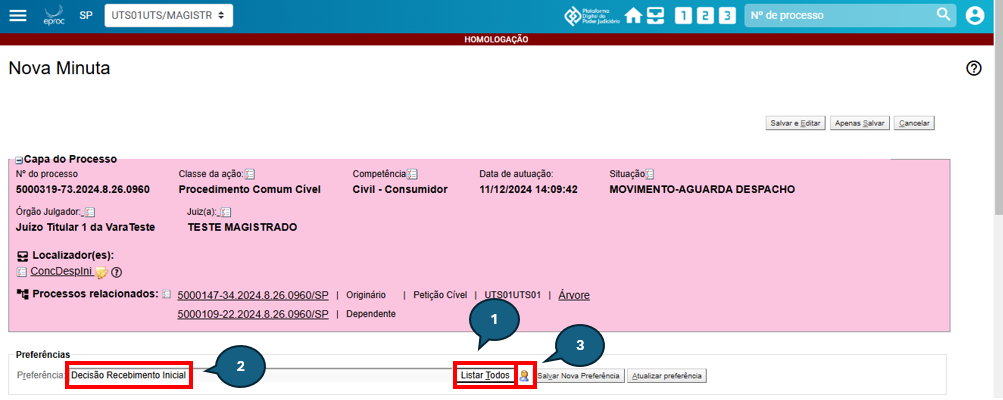 eproc SP UTS01UTS/MAGISTR Plataforma Digital do Poder Judiciário 1 2 3 Nº de processo
HOMOLOGAÇÃO
Nova Minuta
Salvar e Editar Apenas Salvar Cancelar
Capa do Processo
Nº do processo Classe da ação: Competência Data de autuação: Situação
5000319-73.2024.8.26.0960 Procedimento Comum Cível Civil - Consumidor 11/12/2024 14:09:42 MOVIMENTO-AGUARDA DESPACHO
Órgão Julgador: Juiz(a):
Juízo Titular 1 da VaraTeste TESTE MAGISTRADO
Localizador(es):
ConcDespIni
Processos relacionados: 5000147-34.2024.8.26.0960/SP | Originário | Petição Cível | UTS01UTS01 | Árvore
5000109-22.2024.8.26.0960/SP | Dependente
1
2
3
Preferências
Preferência: Decisão Recebimento Inicial Listar Todos Salvar Nova Preferência Atualizar preferência